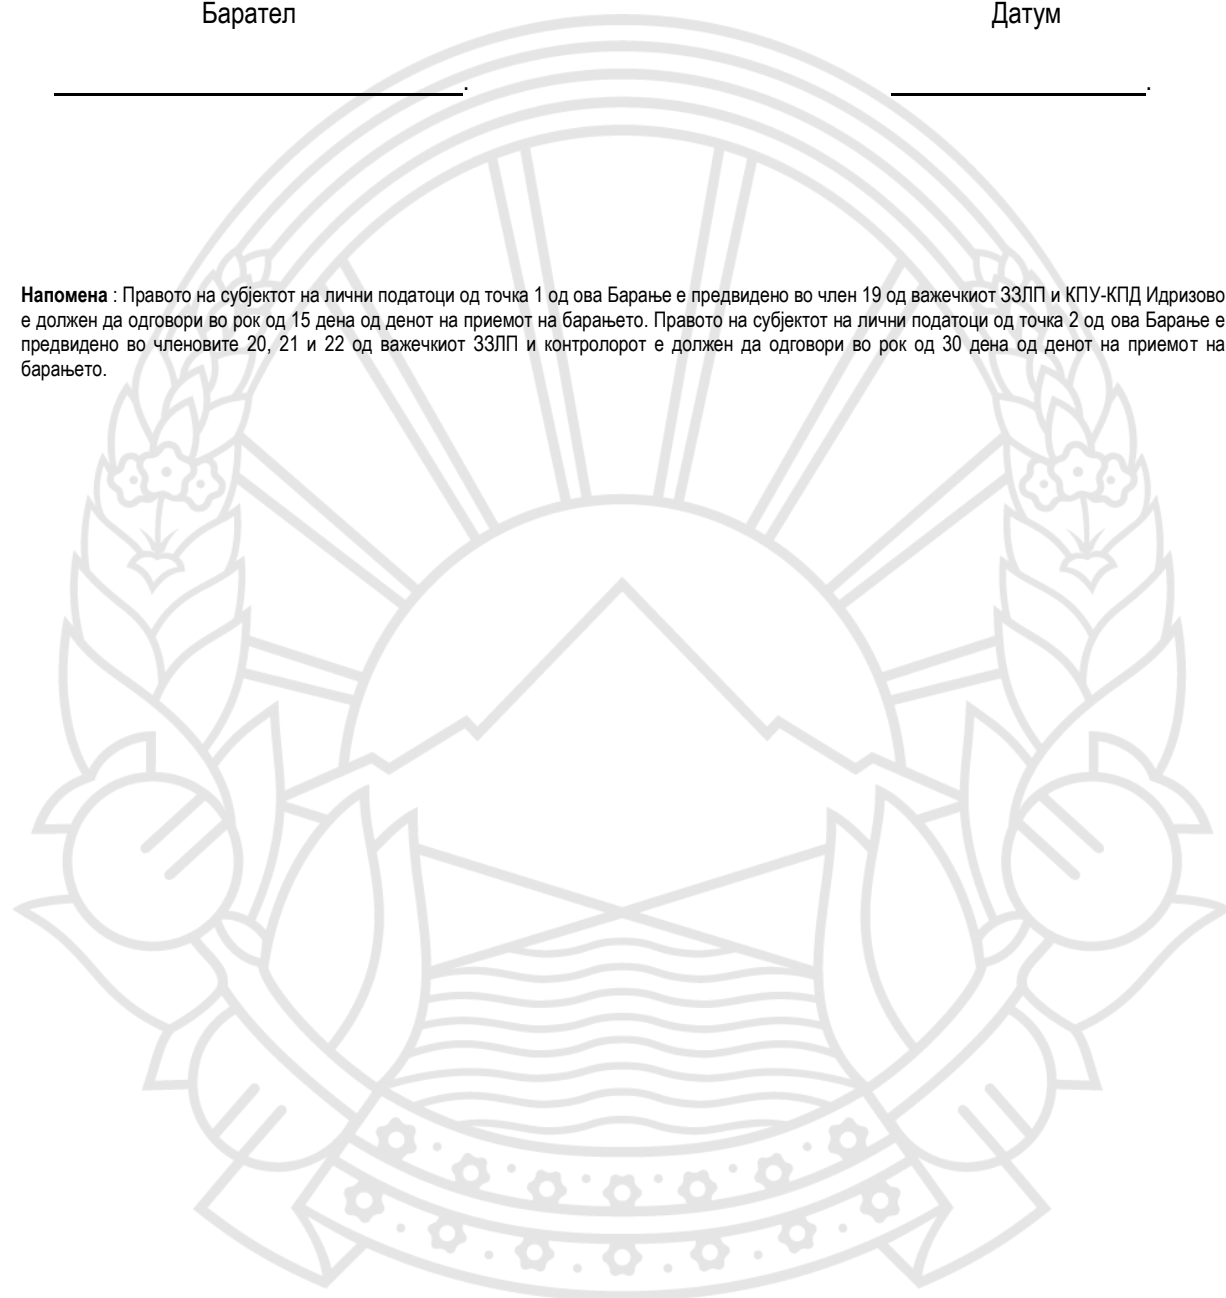 Барател Датум
. .
Напомена : Правото на субјектот на лични податоци од точка 1 од ова Барање е предвидено во член 19 од важечкиот ЗЗЛП и КПУ-КПД Идризово
е должен да одговори во рок од 15 дена од денот на приемот на барањето. Правото на субјектот на лични податоци од точка 2 од ова Барање е
предвидено во членовите 20, 21 и 22 од важечкиот ЗЗЛП и контролорот е должен да одговори во рок од 30 дена од денот на приемот на
барањето.